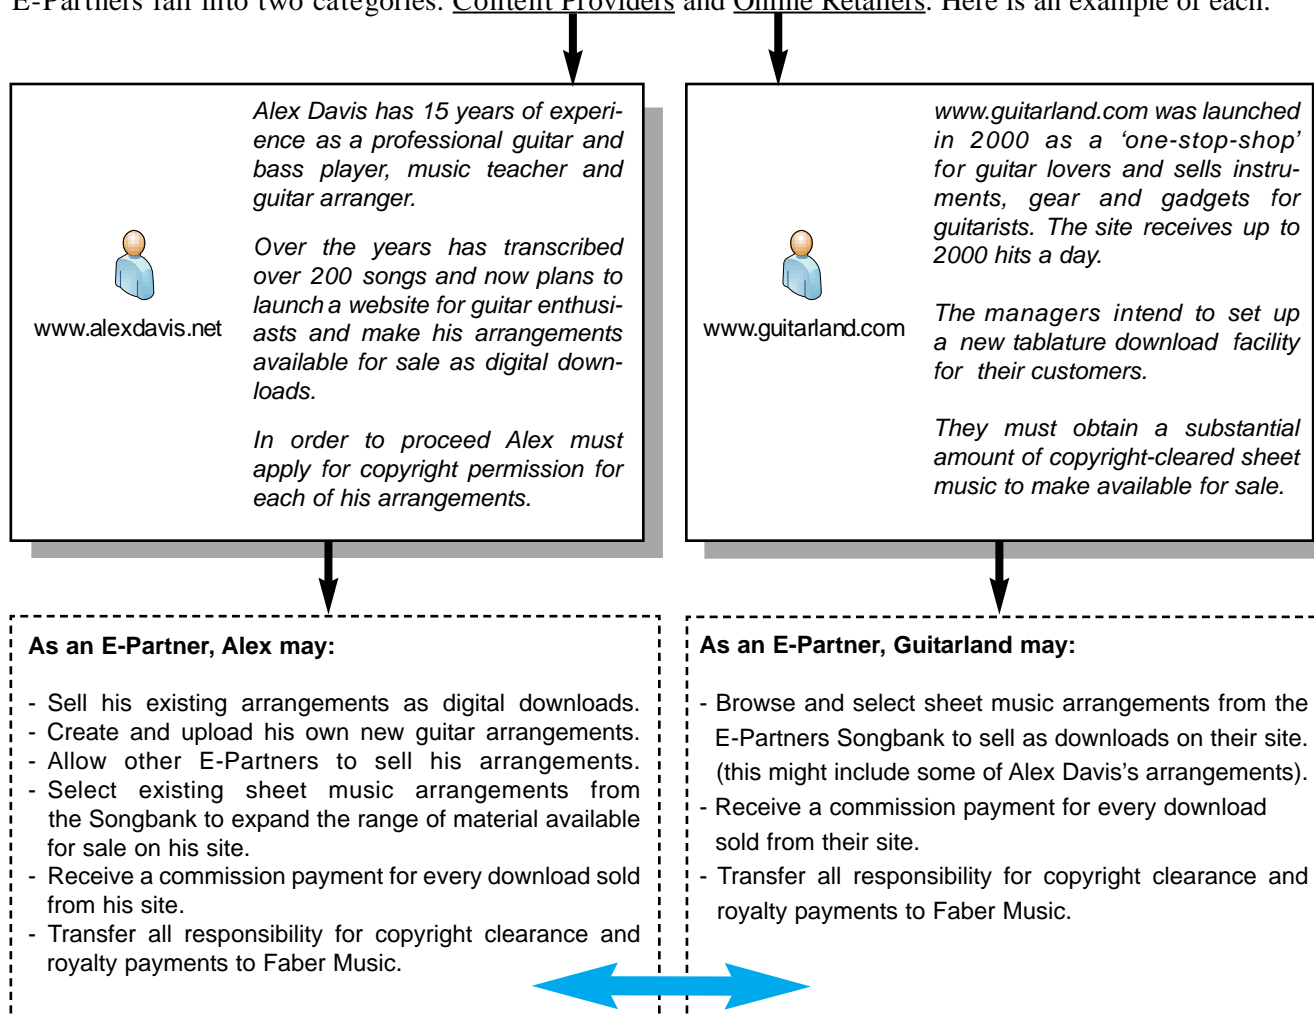 E-Partners fall into two categories: Content Providers and Online Retailers. Here is an example of each:
Alex Davis has 15 years of experi-
ence as a professional guitar and
bass player, music teacher and
guitar arranger.
Over the years has transcribed
over 200 songs and now plans to
launch a website for guitar enthusi-
asts and make his arrangements
available for sale as digital down-
loads.
In order to proceed Alex must
apply for copyright permission for
each of his arrangements.
www.alexdavis.net
www.guitarland.com was launched
in 2000 as a ‘one-stop-shop’
for guitar lovers and sells instru-
ments, gear and gadgets for
guitarists. The site receives up to
2000 hits a day.
The managers intend to set up
a new tablature download facility
for their customers.
They must obtain a substantial
amount of copyright-cleared sheet
music to make available for sale.
www.guitarland.com
As an E-Partner, Alex may:
- Sell his existing arrangements as digital downloads.
- Create and upload his own new guitar arrangements.
- Allow other E-Partners to sell his arrangements.
- Select existing sheet music arrangements from
the Songbank to expand the range of material available
for sale on his site.
- Receive a commission payment for every download sold
from his site.
- Transfer all responsibility for copyright clearance and
royalty payments to Faber Music.
As an E-Partner, Guitarland may:
- Browse and select sheet music arrangements from the
E-Partners Songbank to sell as downloads on their site.
(this might include some of Alex Davis’s arrangements).
- Receive a commission payment for every download
sold from their site.
- Transfer all responsibility for copyright clearance and
royalty payments to Faber Music.